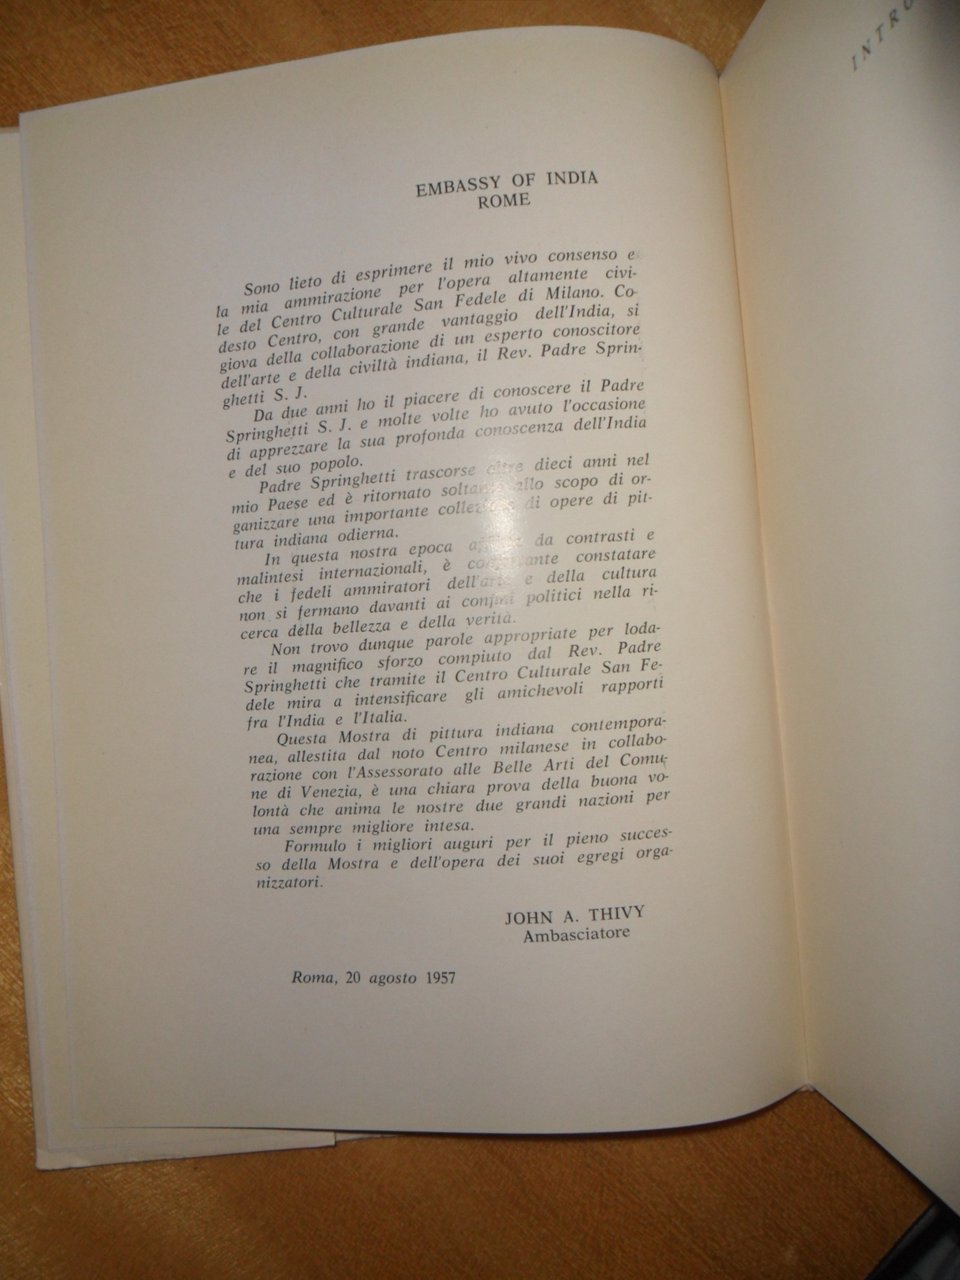 INTRO
EMBASSY OF INDIA
ROME
Sono lieto di esprimere il mio vivo consenso e
la mia ammirazione per l'opera altamente civi-
le del Centro Culturale San Fedele di Milano. Co-
desto Centro, con grande vantaggio dell'India, si
giova della collaborazione di un esperto conoscitore
dell'arte e della civiltà indiana, il Rev. Padre Sprin-
ghetti S. J.
Da due anni ho il piacere di conoscere il Padre
Springhetti S. J. e molte volte ho avuto l'occasione
di apprezzare la sua profonda conoscenza dell'India
e del suo popolo.
Padre Springhetti trascorse oltre dieci anni nel
mio Paese ed è ritornato soltanto allo scopo di or-
ganizzare una importante collezione di opere di pit-
tura indiana odierna.
In questa nostra epoca da contrasti e
malintesi internazionali, è constatare
che i fedeli ammiratori dell'arte e della cultura
non si fermano davanti ai confini politici nella ri-
cerca della bellezza e della verità.
Non trovo dunque parole appropriate per loda-
re il magnifico sforzo compiuto dal Rev. Padre
Springhetti che tramite il Centro Culturale San Fe-
dele mira a intensificare gli amichevoli rapporti
fra l'India e l'Italia.
Questa Mostra di pittura indiana contempora-
nea, allestita dal noto Centro milanese in collabo-
razione con l'Assessorato alle Belle Arti del Comu-
ne di Venezia, è una chiara prova della buona vo-
lontà che anima le nostre due grandi nazioni per
una sempre migliore intesa.
Formulo i migliori auguri per il pieno succes-
so della Mostra e dell'opera dei suoi egregi orga-
nizzatori.
JOHN A. THIVY
Ambasciatore
Roma, 20 agosto 1957